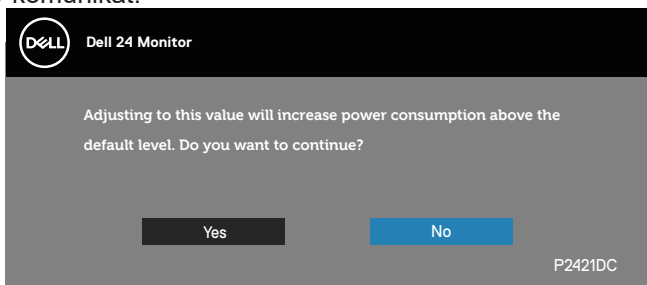 komunikat:
DELL
Dell 24 Monitor
Adjusting to this value will increase power consumption above the
default level. Do you want to continue?
Yes
No
P2421DC